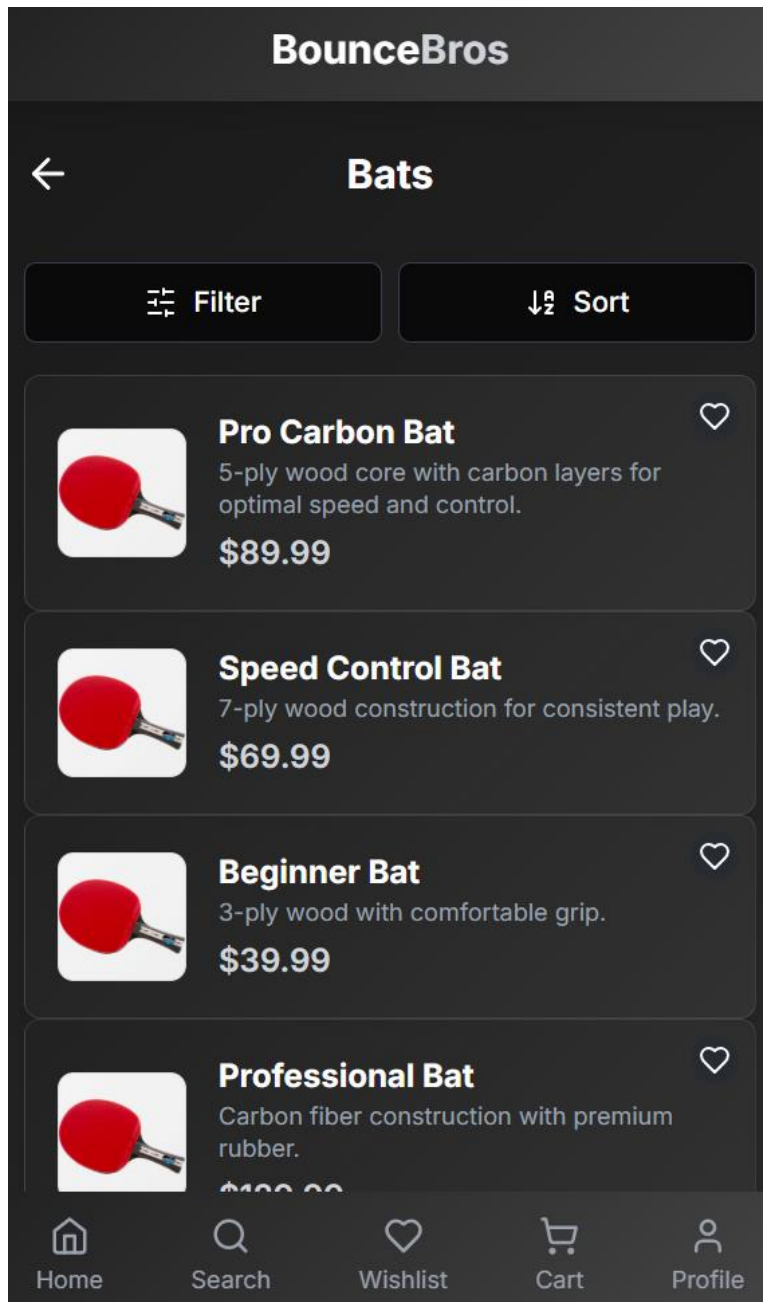 BounceBros
Bats
Filter
Sort
Pro Carbon Bat
5-ply wood core with carbon layers for
optimal speed and control.
$89.99
Speed Control Bat
7-ply wood construction for consistent play.
$69.99
Beginner Bat
3-ply wood with comfortable grip.
$39.99
Professional Bat
Carbon fiber construction with premium
rubber.
Home
Search
Wishlist
Cart
Profile